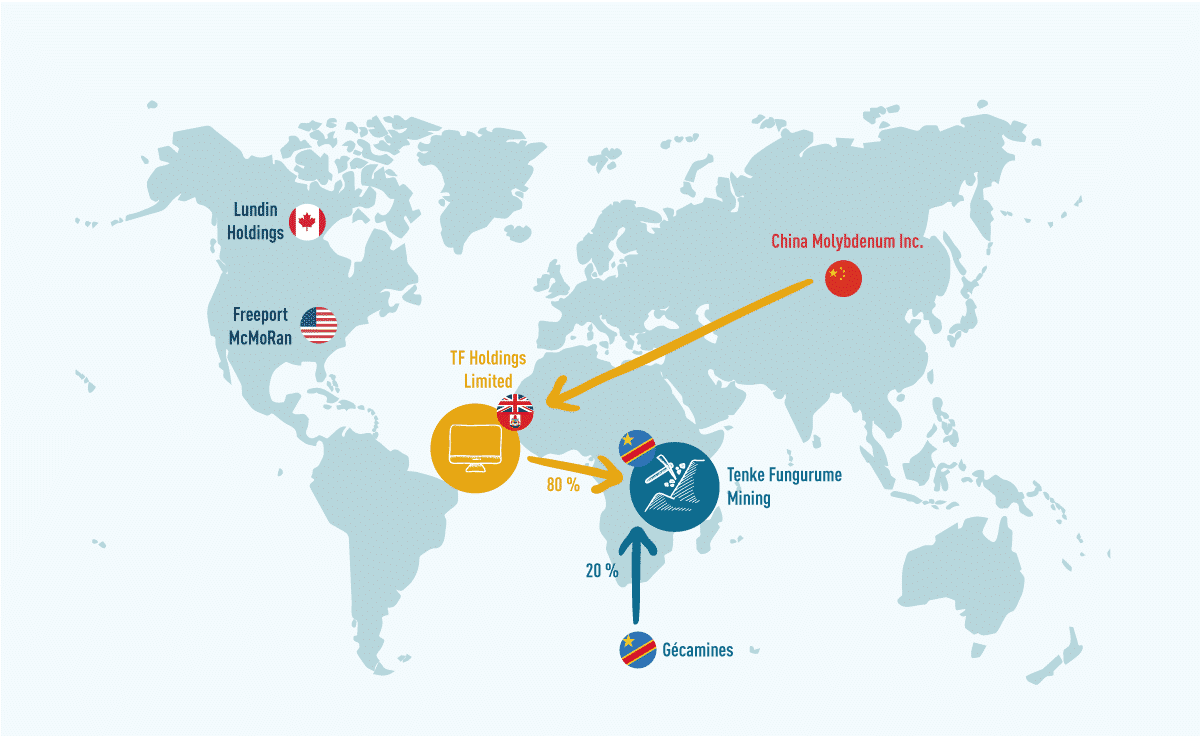 Lundin
Holdings
China Molybdenum Inc.
Freeport
McMoRan
TF Holdings
Limited
80 %
Tenke Fungurume
Mining
20 %
Gécamines